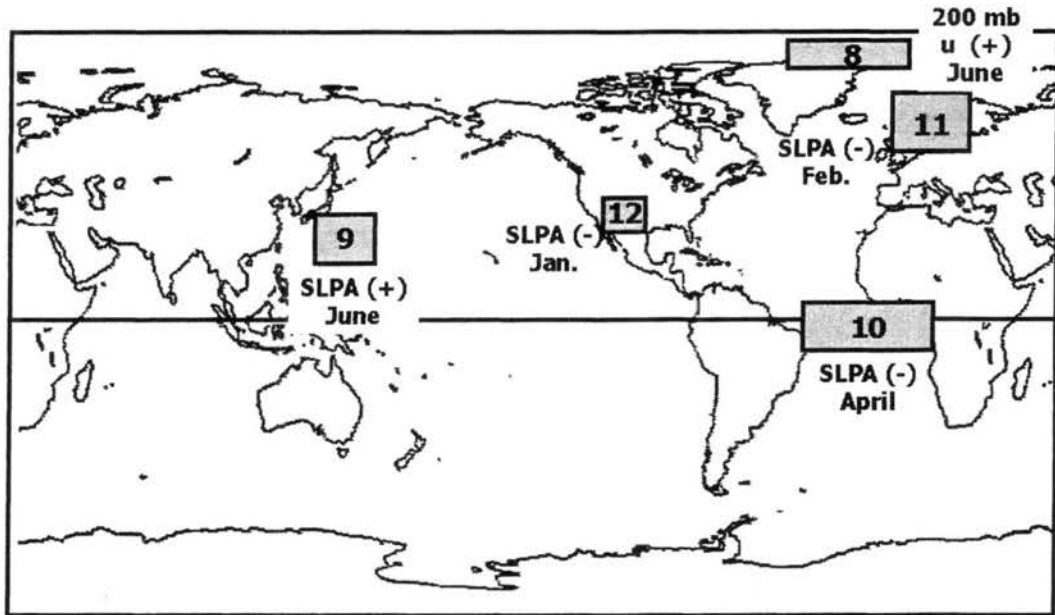 200 mb
u (+)
June
8
11
SLPA (-)
Feb.
12
SLPA (-)
Jan.
9
SLPA (+)
June
10
SLPA (-)
April